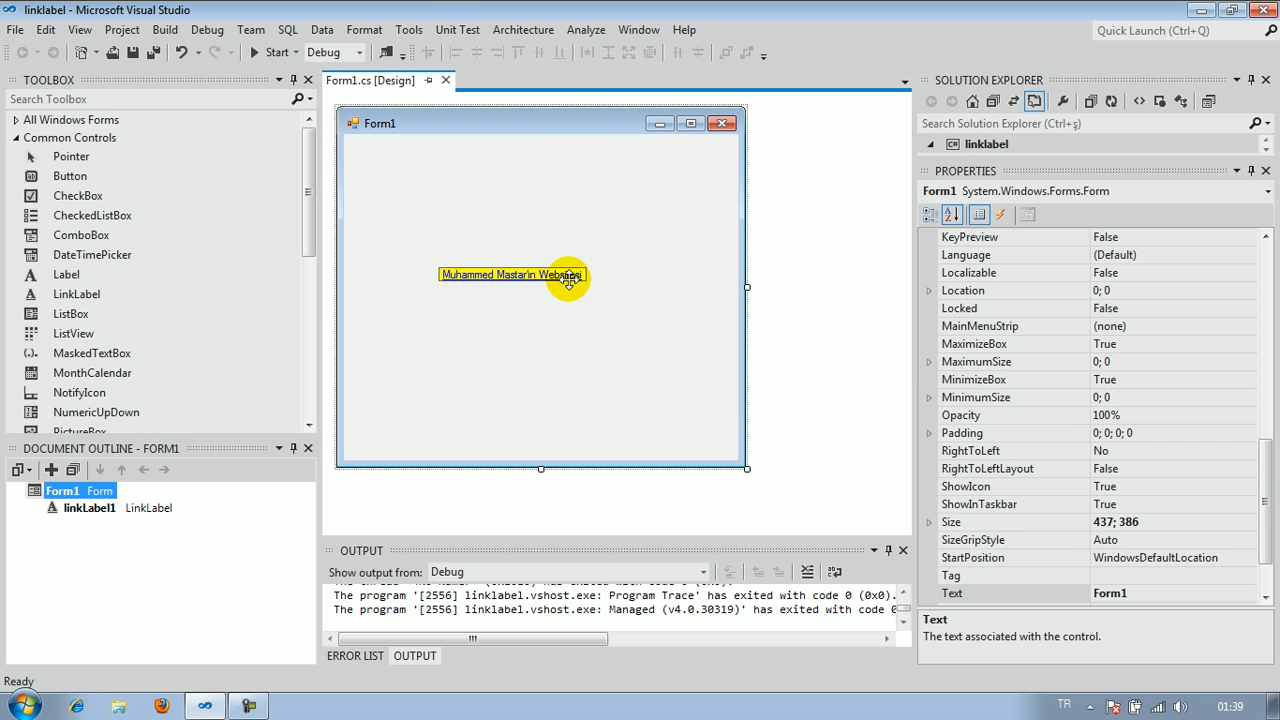 linklabel - Microsoft Visual Studio
File Edit View Project Build Debug Team SQL Data Format Tools Unit Test Architecture Analyze Window Help
Quick Launch (Ctrl+Q)
Start Debug
TOOLBOX
Search Toolbox
All Windows Forms
Common Controls
Pointer
Button
CheckBox
CheckedListBox
ComboBox
DateTimePicker
Label
LinkLabel
ListBox
ListView
MaskedTextBox
MonthCalendar
NotifyIcon
NumericUpDown
PictureBox
DOCUMENT OUTLINE - FORM1
Form1 Form
linkLabel1 LinkLabel
Form1.cs [Design]
Form1
Muhammed Mastar'ın
OUTPUT
Show output from: Debug
The program '[2556] linklabel.vshost.exe: Program Trace' has exited with code 0 (0x0).
The program '[2556] linklabel.vshost.exe: Managed (v4.0.30319)' has exited with code 0
ERROR LIST OUTPUT
SOLUTION EXPLORER
Search Solution Explorer (Ctrl+ş)
C# linklabel
PROPERTIES
Form1 System.Windows.Forms.Form
KeyPreview False
Language (Default)
Localizable False
Location 0; 0
Locked False
MainMenuStrip (none)
MaximizeBox True
MaximumSize 0; 0
MinimizeBox True
MinimumSize 0; 0
Opacity 100%
Padding 0; 0; 0; 0
RightToLeft No
RightToLeftLayout False
ShowIcon True
ShowInTaskbar True
Size 437; 386
SizeGripStyle Auto
StartPosition WindowsDefaultLocation
Tag
Text Form1
Text
The text associated with the control.
Ready
TR 01:39